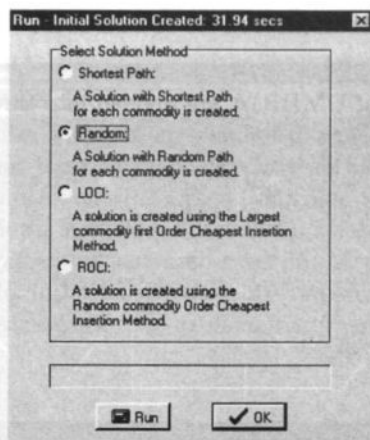 Run - Initial Solution Created: 31.94 secs
Select Solution Method
Shortest Path:
A Solution with Shortest Path
for each commodity is created.
Random:
A Solution with Random Path
for each commodity is created.
LOCI:
A solution is created using the Largest
commodity first Order Cheapest Insertion
Method.
ROCI:
A solution is created using the
Random commodity Order Cheapest
Insertion Method.
Run
OK